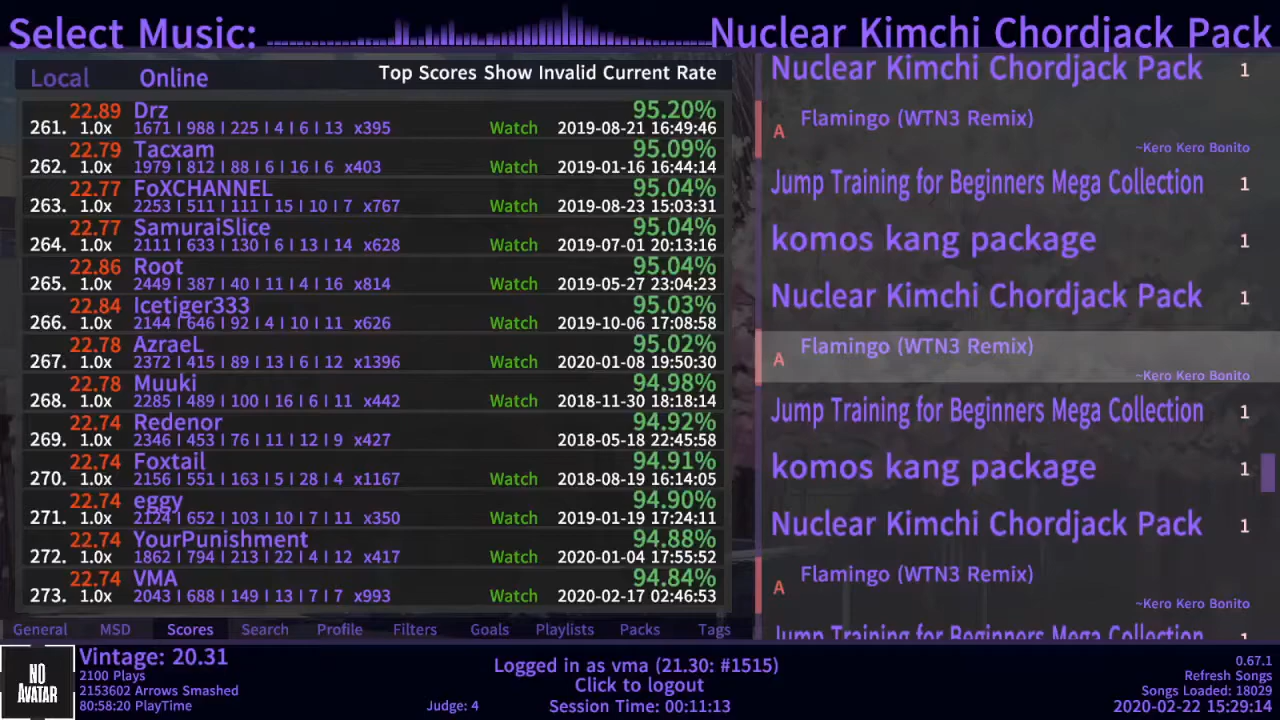 Select Music:
Nuclear Kimchi Chordjack Pack
Local Online Top Scores Show Invalid Current Rate
22.89 Drz 95.20%
261. 1.0x 1671 | 988 | 225 | 4 | 6 | 13 x395 Watch 2019-08-21 16:49:46
22.79 Tacxam 95.09%
262. 1.0x 1979 | 812 | 88 | 6 | 16 | 6 x403 Watch 2019-01-16 16:44:14
22.77 FoXCHANNEL 95.04%
263. 1.0x 2253 | 511 | 111 | 15 | 10 | 7 x767 Watch 2019-08-23 15:03:31
22.77 SamuraiSlice 95.04%
264. 1.0x 2111 | 633 | 130 | 6 | 13 | 14 x628 Watch 2019-07-01 20:13:16
22.86 Root 95.04%
265. 1.0x 2449 | 387 | 40 | 11 | 4 | 16 x814 Watch 2019-05-27 23:04:23
22.84 Icetiger333 95.03%
266. 1.0x 2144 | 646 | 92 | 4 | 10 | 11 x626 Watch 2019-10-06 17:08:58
22.78 AzraeL 95.02%
267. 1.0x 2372 | 415 | 89 | 13 | 6 | 12 x1396 Watch 2020-01-08 19:50:30
22.78 Muuki 94.98%
268. 1.0x 2285 | 489 | 100 | 16 | 6 | 11 x442 Watch 2018-11-30 18:18:14
22.74 Redenor 94.92%
269. 1.0x 2346 | 453 | 76 | 11 | 12 | 9 x427 2018-05-18 22:45:58
22.74 Foxtail 94.91%
270. 1.0x 2156 | 551 | 163 | 5 | 28 | 4 x1167 Watch 2018-08-19 16:14:05
22.74 eggy 94.90%
271. 1.0x 2124 | 652 | 103 | 10 | 7 | 11 x350 Watch 2019-01-19 17:24:11
22.74 YourPunishment 94.88%
272. 1.0x 1862 | 794 | 213 | 22 | 4 | 12 x417 Watch 2020-01-04 17:55:52
22.74 VMA 94.84%
273. 1.0x 2043 | 688 | 149 | 13 | 7 | 7 x993 Watch 2020-02-17 02:46:53
General MSD Scores Search Profile Filters Goals Playlists Packs Tags
Nuclear Kimchi Chordjack Pack 1
A Flamingo (WTN3 Remix)
~Kero Kero Bonito
Jump Training for Beginners Mega Collection 1
komos kang package 1
Nuclear Kimchi Chordjack Pack 1
A Flamingo (WTN3 Remix)
~Kero Kero Bonito
Jump Training for Beginners Mega Collection 1
komos kang package 1
Nuclear Kimchi Chordjack Pack 1
A Flamingo (WTN3 Remix)
~Kero Kero Bonito
Jump Training for Beginners Mega Collection 1
NO
AVATAR
Vintage: 20.31
2100 Plays
2153602 Arrows Smashed
80:58:20 PlayTime
Judge: 4
Logged in as vma (21.30: #1515)
Click to logout
Session Time: 00:11:13
0.67.1
Refresh Songs
Songs Loaded: 18029
2020-02-22 15:29:14